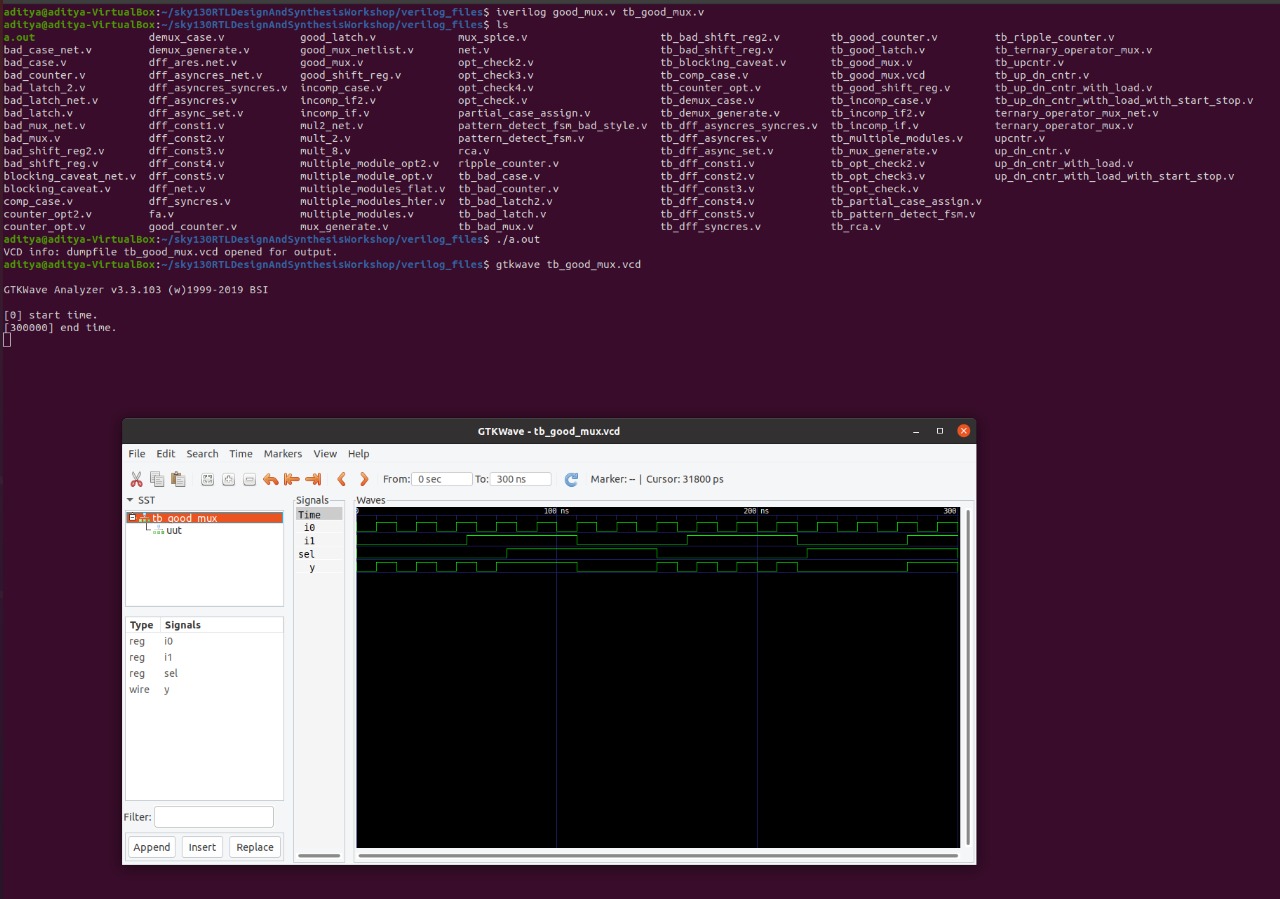 aditya@aditya-VirtualBox:~/sky130RTLDesignAndSynthesisWorkshop/verilog_files$ iverilog good_mux.v tb_good_mux.v
aditya@aditya-VirtualBox:~/sky130RTLDesignAndSynthesisWorkshop/verilog_files$ ls
a.out demux_case.v good_latch.v mux_spice.v tb_bad_shift_reg2.v tb_good_counter.v tb_ripple_counter.v
bad_case_net.v demux_generate.v good_mux_netlist.v net.v tb_bad_shift_reg.v tb_good_latch.v tb_ternary_operator_mux.v
bad_case.v dff_ares.net.v good_mux.v opt_check2.v tb_blocking_caveat.v tb_good_mux.v tb_upcntr.v
bad_counter.v dff_asyncres_net.v good_shift_reg.v opt_check3.v tb_comp_case.v tb_good_mux.vcd tb_up_dn_cntr.v
bad_latch_2.v dff_asyncres_syncres.v incomp_case.v opt_check4.v tb_counter_opt.v tb_good_shift_reg.v tb_up_dn_cntr_with_load.v
bad_latch_net.v dff_asyncres.v incomp_if2.v opt_check.v tb_demux_case.v tb_incomp_case.v tb_up_dn_cntr_with_load_with_start_stop.v
bad_latch.v dff_async_set.v incomp_if.v partial_case_assign.v tb_demux_generate.v tb_incomp_if2.v ternary_operator_mux_net.v
bad_mux_net.v dff_const1.v mul2_net.v pattern_detect_fsm_bad_style.v tb_dff_asyncres_syncres.v tb_incomp_if.v ternary_operator_mux.v
bad_mux.v dff_const2.v mult_2.v pattern_detect_fsm.v tb_dff_asyncres.v tb_multiple_modules.v upcntr.v
bad_shift_reg2.v dff_const3.v mult_8.v rca.v tb_dff_async_set.v tb_mux_generate.v up_dn_cntr.v
bad_shift_reg.v dff_const4.v multiple_module_opt2.v ripple_counter.v tb_dff_const1.v tb_opt_check2.v up_dn_cntr_with_load.v
blocking_caveat_net.v dff_const5.v multiple_module_opt.v tb_bad_case.v tb_dff_const2.v tb_opt_check3.v up_dn_cntr_with_load_with_start_stop.v
blocking_caveat.v dff_net.v multiple_modules_flat.v tb_bad_counter.v tb_dff_const3.v tb_opt_check.v
comp_case.v dff_syncres.v multiple_modules_hier.v tb_bad_latch2.v tb_dff_const4.v tb_partial_case_assign.v
counter_opt2.v fa.v multiple_modules.v tb_bad_latch.v tb_dff_const5.v tb_pattern_detect_fsm.v
counter_opt.v good_counter.v mux_generate.v tb_bad_mux.v tb_dff_syncres.v tb_rca.v
aditya@aditya-VirtualBox:~/sky130RTLDesignAndSynthesisWorkshop/verilog_files$ ./a.out
VCD info: dumpfile tb_good_mux.vcd opened for output.
aditya@aditya-VirtualBox:~/sky130RTLDesignAndSynthesisWorkshop/verilog_files$ gtkwave tb_good_mux.vcd
GTKWave Analyzer v3.3.103 (w)1999-2019 BSI
[0] start time.
[300000] end time.
GTKWave - tb_good_mux.vcd
File Edit Search Time Markers View Help
From: 0 sec To: 300 ns Marker: -- | Cursor: 31800 ps
SST
tb_good_mux
uut
Type Signals
reg i0
reg i1
reg sel
wire y
Filter:
Append Insert Replace
Signals
Time
i0
i1
sel
y
Waves
0 100 ns 200 ns 300